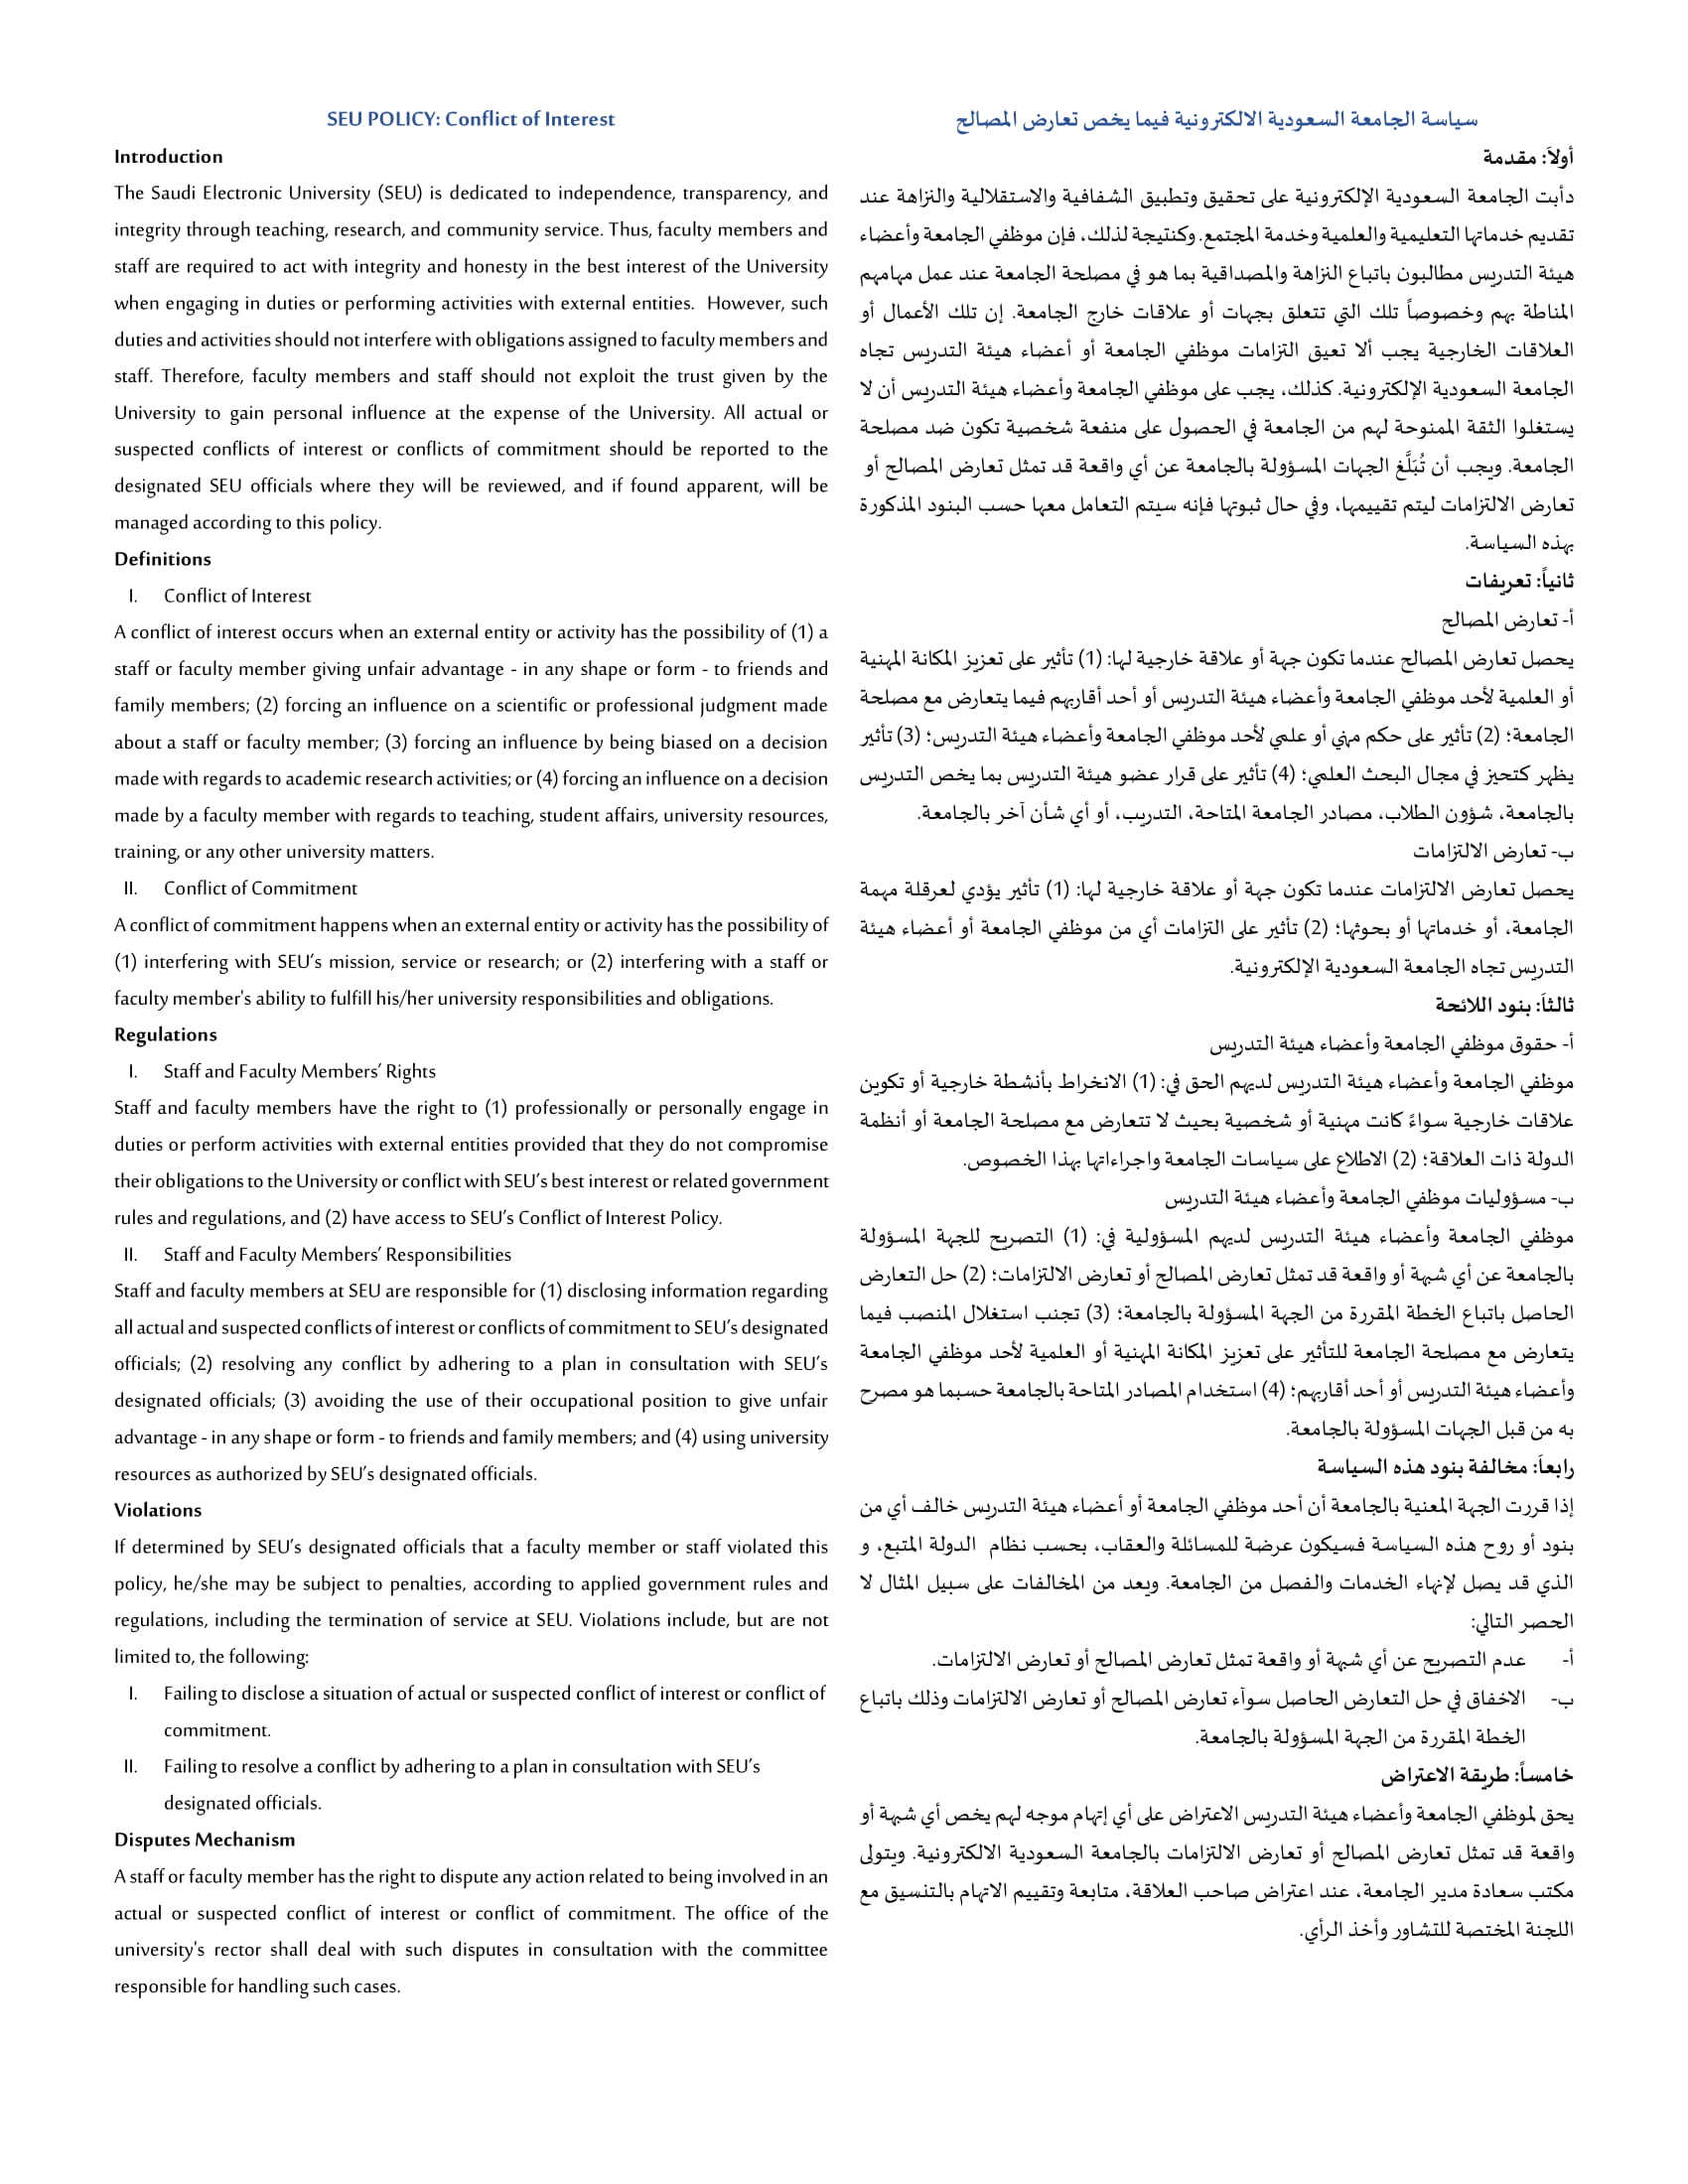 SEU POLICY: Conflict of Interest
Introduction
The Saudi Electronic University (SEU) is dedicated to independence, transparency, and
integrity through teaching, research, and community service. Thus, faculty members and
staff are required to act with integrity and honesty in the best interest of the University
when engaging in duties or performing activities with external entities. However, such
duties and activities should not interfere with obligations assigned to faculty members and
staff. Therefore, faculty members and staff should not exploit the trust given by the
University to gain personal influence at the expense of the University. All actual or
suspected conflicts of interest or conflicts of commitment should be reported to the
designated SEU officials where they will be reviewed, and if found apparent, will be
managed according to this policy.
Definitions
I. Conflict of Interest
A conflict of interest occurs when an external entity or activity has the possibility of (1) a
staff or faculty member giving unfair advantage - in any shape or form - to friends and
family members; (2) forcing an influence on a scientific or professional judgment made
about a staff or faculty member; (3) forcing an influence by being biased on a decision
made with regards to academic research activities; or (4) forcing an influence on a decision
made by a faculty member with regards to teaching, student affairs, university resources,
training, or any other university matters.
II. Conflict of Commitment
A conflict of commitment happens when an external entity or activity has the possibility of
(1) interfering with SEU’s mission, service or research; or (2) interfering with a staff or
faculty member's ability to fulfill his/her university responsibilities and obligations.
Regulations
I. Staff and Faculty Members’ Rights
Staff and faculty members have the right to (1) professionally or personally engage in
duties or perform activities with external entities provided that they do not compromise
their obligations to the University or conflict with SEU’s best interest or related government
rules and regulations, and (2) have access to SEU’s Conflict of Interest Policy.
II. Staff and Faculty Members’ Responsibilities
Staff and faculty members at SEU are responsible for (1) disclosing information regarding
all actual and suspected conflicts of interest or conflicts of commitment to SEU’s designated
officials; (2) resolving any conflict by adhering to a plan in consultation with SEU’s
designated officials; (3) avoiding the use of their occupational position to give unfair
advantage - in any shape or form - to friends and family members; and (4) using university
resources as authorized by SEU’s designated officials.
Violations
If determined by SEU’s designated officials that a faculty member or staff violated this
policy, he/she may be subject to penalties, according to applied government rules and
regulations, including the termination of service at SEU. Violations include, but are not
limited to, the following:
I. Failing to disclose a situation of actual or suspected conflict of interest or conflict of
commitment.
II. Failing to resolve a conflict by adhering to a plan in consultation with SEU’s
designated officials.
Disputes Mechanism
A staff or faculty member has the right to dispute any action related to being involved in an
actual or suspected conflict of interest or conflict of commitment. The office of the
university's rector shall deal with such disputes in consultation with the committee
responsible for handling such cases.
سياسة الجامعة السعودية الالكترونية فيما يخص تعارض المصالح
أولاً: مقدمة
دأبت الجامعة السعودية الإلكترونية على تحقيق وتطبيق الشفافية والاستقلالية والنزاهة عند
تقديم خدماتها التعليمية والعلمية وخدمة المجتمع. وكنتيجة لذلك، فإن موظفي الجامعة وأعضاء
هيئة التدريس مطالبون باتباع النزاهة والمصداقية بما هو في مصلحة الجامعة عند عمل مهامهم
المناطة بهم وخصوصاً تلك التي تتعلق بجهات أو علاقات خارج الجامعة. إن تلك الأعمال أو
العلاقات الخارجية يجب ألا تعيق التزامات موظفي الجامعة أو أعضاء هيئة التدريس تجاه
الجامعة السعودية الإلكترونية. كذلك، يجب على موظفي الجامعة وأعضاء هيئة التدريس أن لا
يستغلوا الثقة الممنوحة لهم من الجامعة في الحصول على منفعة شخصية تكون ضد مصلحة
الجامعة. ويجب أن تُبَلَّغ الجهات المسؤولة بالجامعة عن أي واقعة قد تمثل تعارض المصالح أو
تعارض الالتزامات ليتم تقييمها، وفي حال ثبوتها فإنه سيتم التعامل معها حسب البنود المذكورة
بهذه السياسة.
ثانياً: تعريفات
أ- تعارض المصالح
يحصل تعارض المصالح عندما تكون جهة أو علاقة خارجية لها: (1) تأثير على تعزيز المكانة المهنية
أو العلمية لأحد موظفي الجامعة وأعضاء هيئة التدريس أو أحد أقاربهم فيما يتعارض مع مصلحة
الجامعة؛ (2) تأثير على حكم مهني أو علمي لأحد موظفي الجامعة وأعضاء هيئة التدريس؛ (3) تأثير
يظهر كتحيز في مجال البحث العلمي؛ (4) تأثير على قرار عضو هيئة التدريس بما يخص التدريس
بالجامعة، شؤون الطلاب، مصادر الجامعة المتاحة، التدريب، أو أي شأن آخر بالجامعة.
ب- تعارض الالتزامات
يحصل تعارض الالتزامات عندما تكون جهة أو علاقة خارجية لها: (1) تأثير يؤدي لعرقلة مهمة
الجامعة، أو خدماتها أو بحوثها؛ (2) تأثير على التزامات أي من موظفي الجامعة أو أعضاء هيئة
التدريس تجاه الجامعة السعودية الإلكترونية.
ثالثاً: بنود اللائحة
أ- حقوق موظفي الجامعة وأعضاء هيئة التدريس
موظفي الجامعة وأعضاء هيئة التدريس لديهم الحق في: (1) الانخراط بأنشطة خارجية أو تكوين
علاقات خارجية سواءً كانت مهنية أو شخصية بحيث لا تتعارض مع مصلحة الجامعة أو أنظمة
الدولة ذات العلاقة؛ (2) الاطلاع على سياسات الجامعة واجراءاتها بهذا الخصوص.
ب- مسؤوليات موظفي الجامعة وأعضاء هيئة التدريس
موظفي الجامعة وأعضاء هيئة التدريس لديهم المسؤولية في: (1) التصريح للجهة المسؤولة
بالجامعة عن أي شبهة أو واقعة قد تمثل تعارض المصالح أو تعارض الالتزامات؛ (2) حل التعارض
الحاصل باتباع الخطة المقررة من الجهة المسؤولة بالجامعة؛ (3) تجنب استغلال المنصب فيما
يتعارض مع مصلحة الجامعة للتأثير على تعزيز المكانة المهنية أو العلمية لأحد موظفي الجامعة
وأعضاء هيئة التدريس أو أحد أقاربهم؛ (4) استخدام المصادر المتاحة بالجامعة حسبما هو مصرح
به من قبل الجهات المسؤولة بالجامعة.
رابعاً: مخالفة بنود هذه السياسة
إذا قررت الجهة المعنية بالجامعة أن أحد موظفي الجامعة أو أعضاء هيئة التدريس خالف أي من
بنود أو روح هذه السياسة فسيكون عرضة للمسائلة والعقاب، بحسب نظام الدولة المتبع، و
الذي قد يصل لإنهاء الخدمات والفصل من الجامعة. ويعد من المخالفات على سبيل المثال لا
الحصر التالي:
أ- عدم التصريح عن أي شبهة أو واقعة تمثل تعارض المصالح أو تعارض الالتزامات.
ب- الاخفاق في حل التعارض الحاصل سوآء تعارض المصالح أو تعارض الالتزامات وذلك باتباع
الخطة المقررة من الجهة المسؤولة بالجامعة.
خامساً: طريقة الاعتراض
يحق لموظفي الجامعة وأعضاء هيئة التدريس الاعتراض على أي إتهام موجه لهم يخص أي شبهة أو
واقعة قد تمثل تعارض المصالح أو تعارض الالتزامات بالجامعة السعودية الالكترونية. ويتولى
مكتب سعادة مدير الجامعة، عند اعتراض صاحب العلاقة، متابعة وتقييم الاتهام بالتنسيق مع
اللجنة المختصة للتشاور وأخذ الرأي.